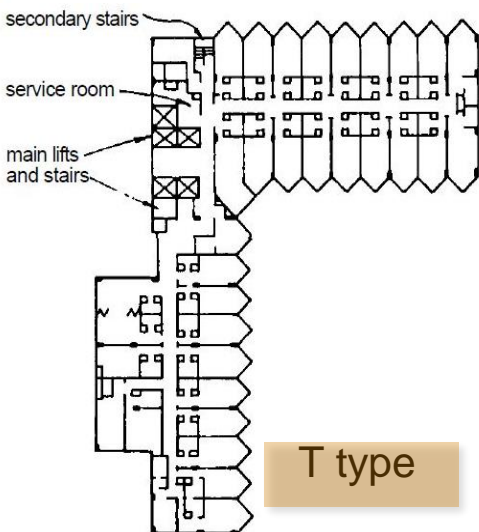 secondary stairs
service room
main lifts
and stairs
T type